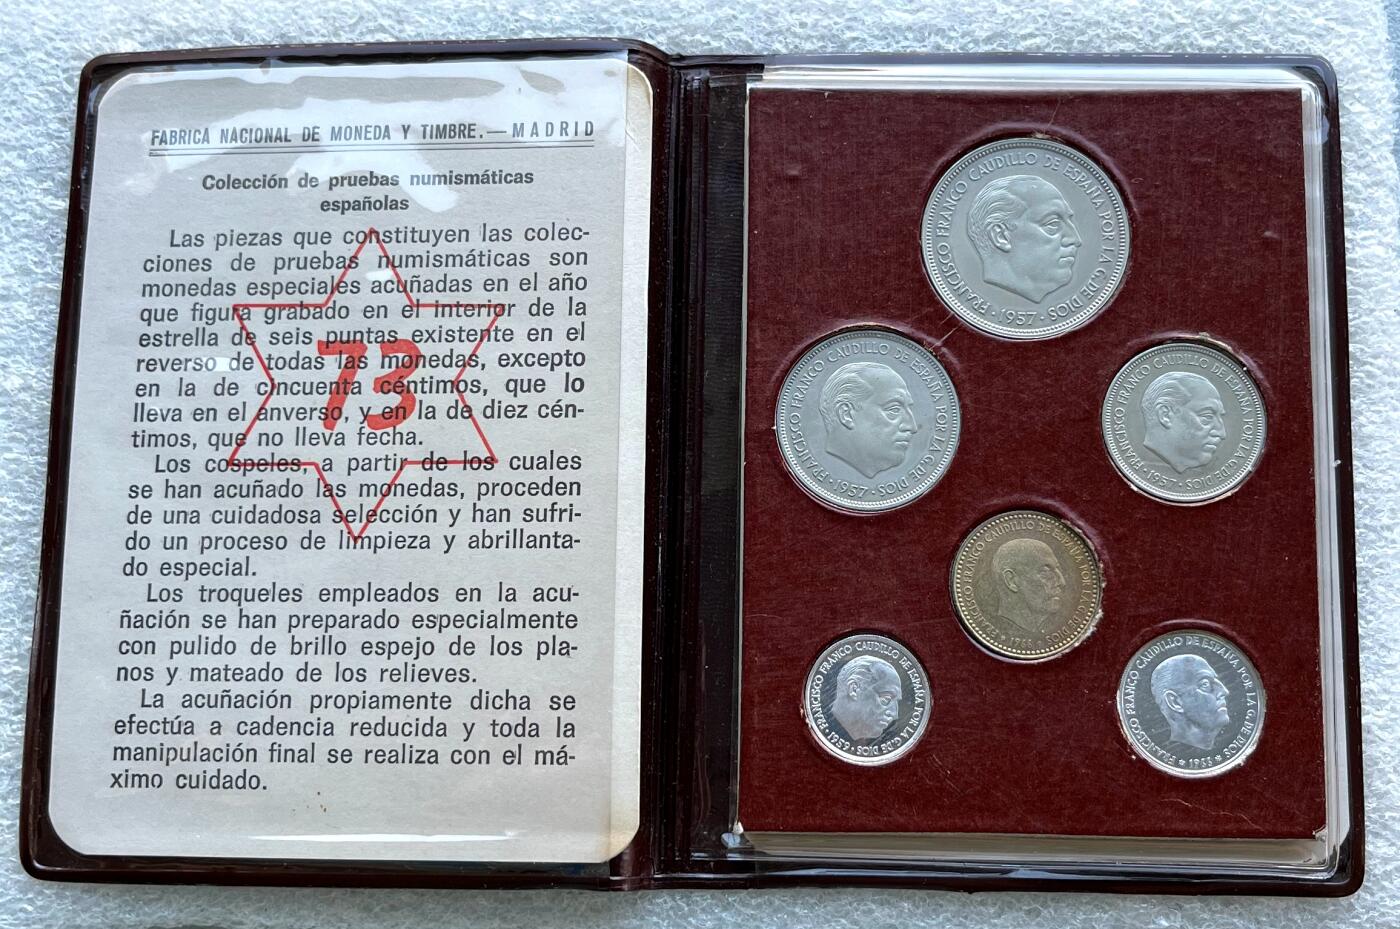 FABRICA NACIONAL DE MONEDA Y TIMBRE.—MADRID
Colección de pruebas numismáticas
españolas
Las piezas que constituyen las colec-
ciones de pruebas numismáticas son
monedas especiales acuñadas en el año
que figura grabado en el interior de la
estrella de seis puntas existente en el
reverso de todas las monedas, excepto
en la de cincuenta céntimos, que lo
lleva en el anverso, y en la de diez cén-
timos, que no lleva fecha.
Los cospeles, a partir de los cuales
se han acuñado las monedas, proceden
de una cuidadosa selección y han sufri-
do un proceso de limpieza y abrillanta-
do especial.
Los troqueles empleados en la acu-
ñación se han preparado especialmente
con pulido de brillo espejo de los pla-
nos y mateado de los relieves.
La acuñación propiamente dicha se
efectúa a cadencia reducida y toda la
manipulación final se realiza con el má-
ximo cuidado.
73
FRANCISCO FRANCO CAUDILLO DE ESPAÑA POR LA G. DE DIOS · 1957 ·
FRANCISCO FRANCO CAUDILLO DE ESPAÑA POR LA G. DE DIOS · 1957 ·
FRANCISCO FRANCO CAUDILLO DE ESPAÑA POR LA G. DE DIOS · 1957 ·
FRANCISCO FRANCO CAUDILLO DE ESPAÑA POR LA G. DE DIOS * 1966 *
FRANCISCO FRANCO CAUDILLO DE ESPAÑA POR LA G. DE DIOS · 1959 ·
FRANCISCO FRANCO CAUDILLO DE ESPAÑA POR LA G. DE DIOS * 1966 *